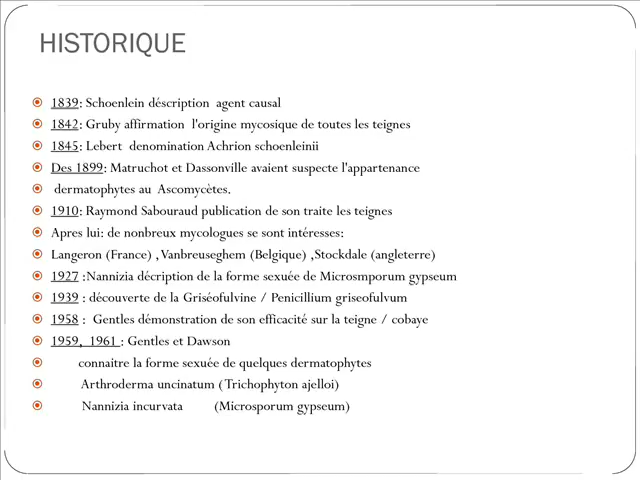 HISTORIQUE
1839: Schoenlein déscription agent causal
1842: Gruby affirmation l'origine mycosique de toutes les teignes
1845: Lebert denomination Achrion schoenleinii
Des 1899: Matruchot et Dassonville avaient suspecte l'appartenance
dermatophytes au Ascomycètes.
1910: Raymond Sabouraud publication de son traite les teignes
Apres lui: de nonbreux mycologues se sont intéresses:
Langeron (France) , Vanbreuseghem (Belgique) ,Stockdale (angleterre)
1927 :Nannizia décription de la forme sexuée de Microsmporum gypseum
1939 : découverte de la Griséofulvine / Penicillium griseofulvum
1958 : Gentles démonstration de son efficacité sur la teigne / cobaye
1959, 1961 : Gentles et Dawson
connaitre la forme sexuée de quelques dermatophytes
Arthroderma uncinatum ( Trichophyton ajelloi)
Nannizia incurvata (Microsporum gypseum)